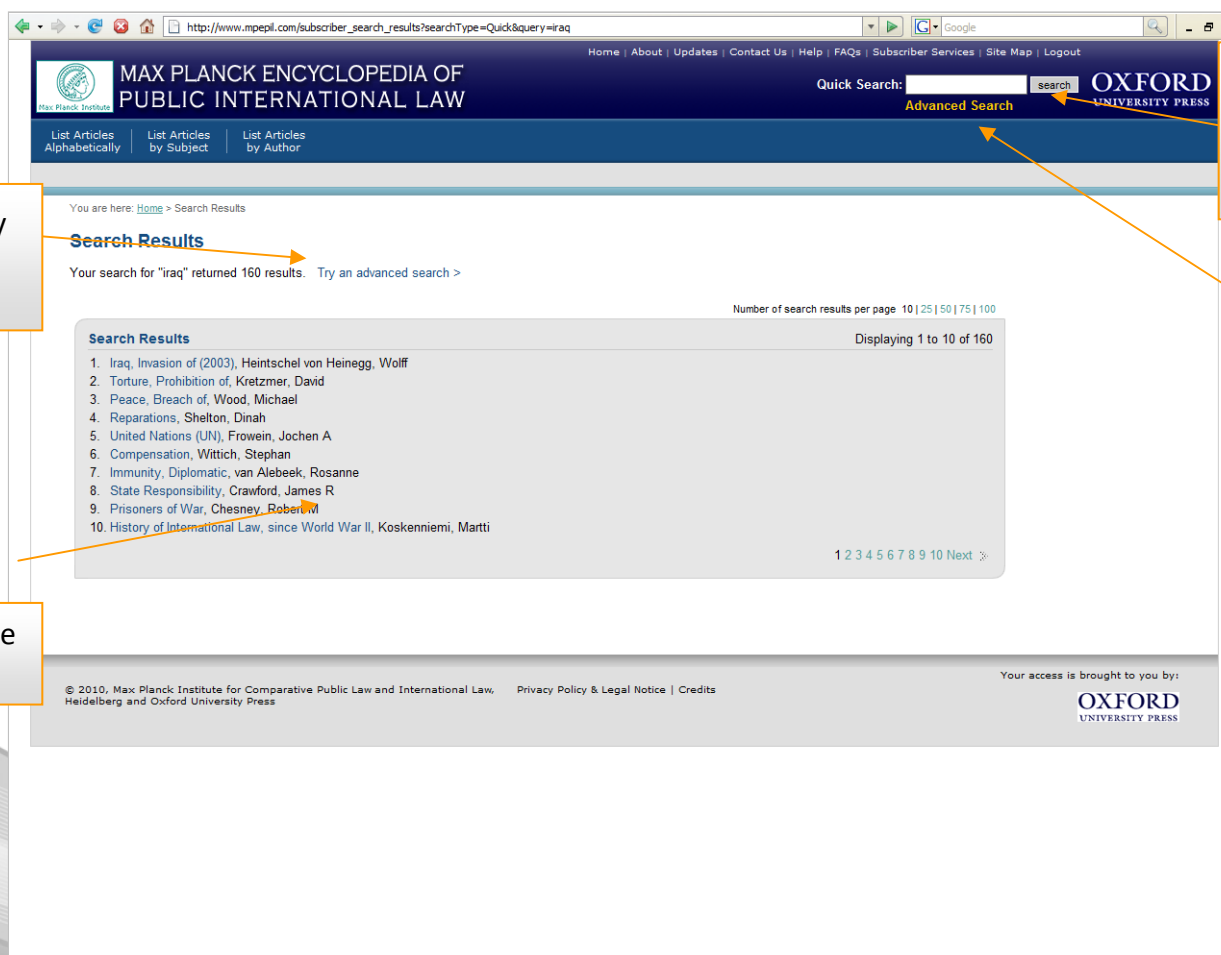 http://www.mpepil.com/subscriber_search_results?searchType=Quick&query=iraq
Google
Home | About | Updates | Contact Us | Help | FAQs | Subscriber Services | Site Map | Logout
Max Planck Institute
MAX PLANCK ENCYCLOPEDIA OF
PUBLIC INTERNATIONAL LAW
Quick Search:
search
Advanced Search
OXFORD
UNIVERSITY PRESS
List Articles
Alphabetically
List Articles
by Subject
List Articles
by Author
You are here: Home > Search Results
Search Results
Your search for "iraq" returned 160 results. Try an advanced search >
Number of search results per page 10 | 25 | 50 | 75 | 100
Search Results
Displaying 1 to 10 of 160
1. Iraq, Invasion of (2003), Heintschel von Heinegg, Wolff
2. Torture, Prohibition of, Kretzmer, David
3. Peace, Breach of, Wood, Michael
4. Reparations, Shelton, Dinah
5. United Nations (UN), Frowein, Jochen A
6. Compensation, Wittich, Stephan
7. Immunity, Diplomatic, van Alebeek, Rosanne
8. State Responsibility, Crawford, James R
9. Prisoners of War, Chesney, Robert M
10. History of International Law, since World War II, Koskenniemi, Martti
1 2 3 4 5 6 7 8 9 10 Next
© 2010, Max Planck Institute for Comparative Public Law and International Law,
Heidelberg and Oxford University Press
Privacy Policy & Legal Notice | Credits
Your access is brought to you by:
OXFORD
UNIVERSITY PRESS